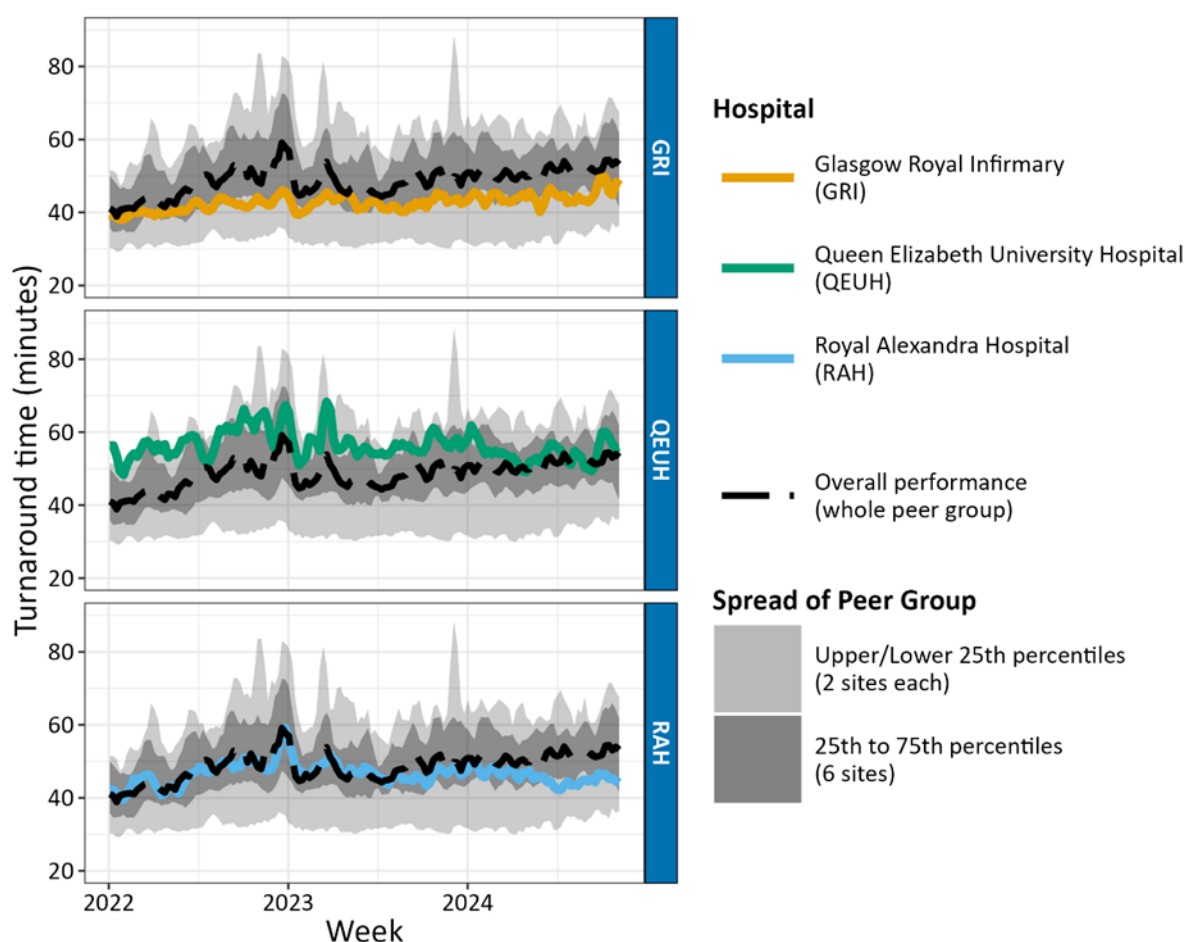 80
60
40
20
GRI
80
60
40
20
QEUH
80
60
40
20
RAH
Turnaround time (minutes)
2022
2023
2024
Week
Hospital
Glasgow Royal Infirmary
(GRI)
Queen Elizabeth University Hospital
(QEUH)
Royal Alexandra Hospital
(RAH)
Overall performance
(whole peer group)
Spread of Peer Group
Upper/Lower 25th percentiles
(2 sites each)
25th to 75th percentiles
(6 sites)